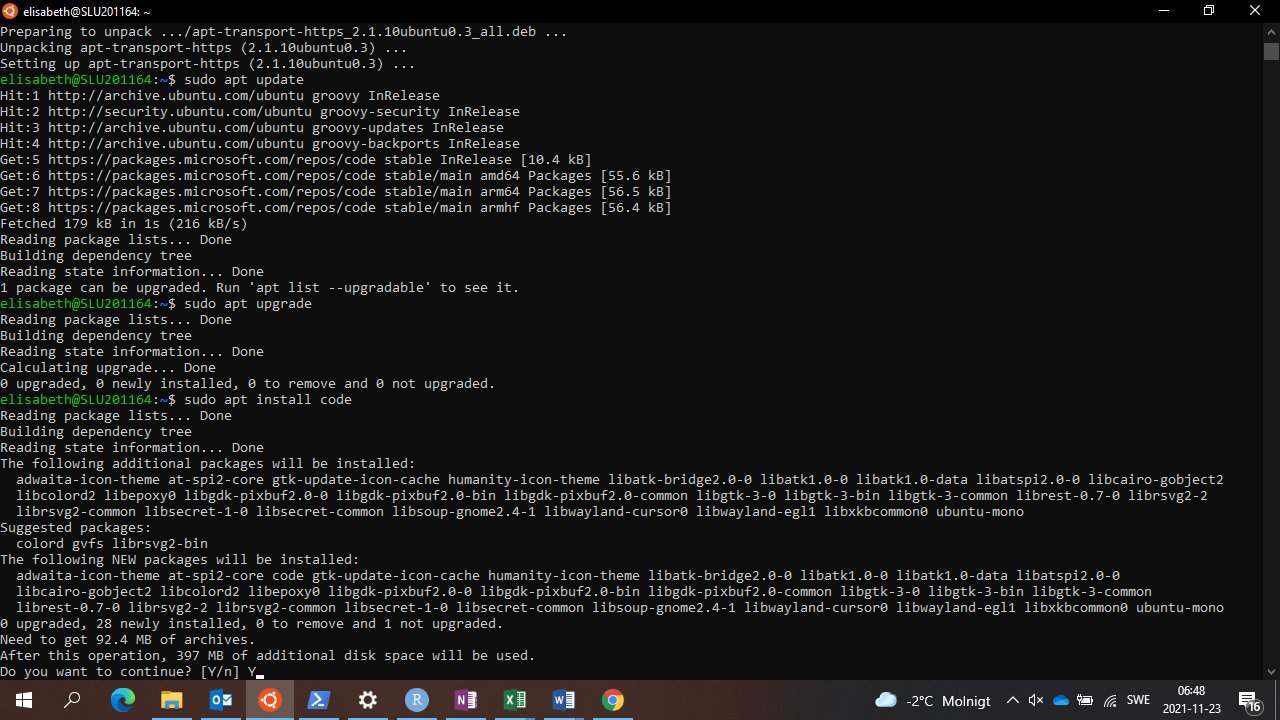 elisabeth@SLU201164: ~
Preparing to unpack .../apt-transport-https_2.1.10ubuntu0.3_all.deb ...
Unpacking apt-transport-https (2.1.10ubuntu0.3) ...
Setting up apt-transport-https (2.1.10ubuntu0.3) ...
elisabeth@SLU201164:~$ sudo apt update
Hit:1 http://archive.ubuntu.com/ubuntu groovy InRelease
Hit:2 http://security.ubuntu.com/ubuntu groovy-security InRelease
Hit:3 http://archive.ubuntu.com/ubuntu groovy-updates InRelease
Hit:4 http://archive.ubuntu.com/ubuntu groovy-backports InRelease
Get:5 https://packages.microsoft.com/repos/code stable InRelease [10.4 kB]
Get:6 https://packages.microsoft.com/repos/code stable/main amd64 Packages [55.6 kB]
Get:7 https://packages.microsoft.com/repos/code stable/main arm64 Packages [56.5 kB]
Get:8 https://packages.microsoft.com/repos/code stable/main armhf Packages [56.4 kB]
Fetched 179 kB in 1s (216 kB/s)
Reading package lists... Done
Building dependency tree
Reading state information... Done
1 package can be upgraded. Run 'apt list --upgradable' to see it.
elisabeth@SLU201164:~$ sudo apt upgrade
Reading package lists... Done
Building dependency tree
Reading state information... Done
Calculating upgrade... Done
0 upgraded, 0 newly installed, 0 to remove and 0 not upgraded.
elisabeth@SLU201164:~$ sudo apt install code
Reading package lists... Done
Building dependency tree
Reading state information... Done
The following additional packages will be installed:
adwaita-icon-theme at-spi2-core gtk-update-icon-cache humanity-icon-theme libatk-bridge2.0-0 libatk1.0-0 libatk1.0-data libatspi2.0-0 libcairo-gobject2
libcolord2 libepoxy0 libgdk-pixbuf2.0-0 libgdk-pixbuf2.0-bin libgdk-pixbuf2.0-common libgtk-3-0 libgtk-3-bin libgtk-3-common librest-0.7-0 librsvg2-2
librsvg2-common libsecret-1-0 libsecret-common libsoup-gnome2.4-1 libwayland-cursor0 libwayland-egl1 libxkbcommon0 ubuntu-mono
Suggested packages:
colord gvfs librsvg2-bin
The following NEW packages will be installed:
adwaita-icon-theme at-spi2-core code gtk-update-icon-cache humanity-icon-theme libatk-bridge2.0-0 libatk1.0-0 libatk1.0-data libatspi2.0-0
libcairo-gobject2 libcolord2 libepoxy0 libgdk-pixbuf2.0-0 libgdk-pixbuf2.0-bin libgdk-pixbuf2.0-common libgtk-3-0 libgtk-3-bin libgtk-3-common
librest-0.7-0 librsvg2-2 librsvg2-common libsecret-1-0 libsecret-common libsoup-gnome2.4-1 libwayland-cursor0 libwayland-egl1 libxkbcommon0 ubuntu-mono
0 upgraded, 28 newly installed, 0 to remove and 1 not upgraded.
Need to get 92.4 MB of archives.
After this operation, 397 MB of additional disk space will be used.
Do you want to continue? [Y/n] Y
-2°C Molnigt
SWE
06:48
2021-11-23
16